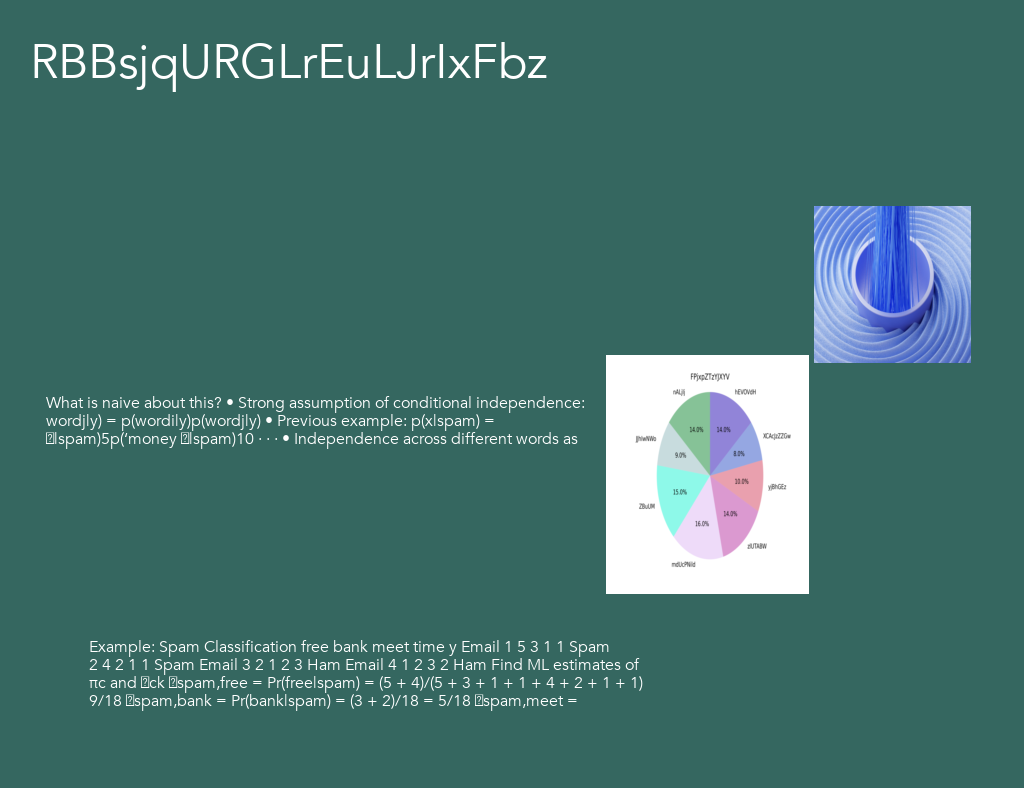 RBBsjqURGLrEuLJrIxFbz
What is naive about this? • Strong assumption of conditional independence:
wordjly) = p(wordily)p(wordjly) • Previous example: p(xlspam) =
lspam)5p(‘money lspam)10 · · · • Independence across different words as
FPjxpZTzYJXYV
nALjlj
hEVOVdH
14.0%
14.0%
JJhiwNWo
XCAcJzZZGw
9.0%
8.0%
10.0%
yjBhGEz
15.0%
ZBuUM
14.0%
16.0%
zlUTABW
mdUcPNild
Example: Spam Classification free bank meet time y Email 1 5 3 1 1 Spam
2 4 2 1 1 Spam Email 3 2 1 2 3 Ham Email 4 1 2 3 2 Ham Find ML estimates of
πc and ck spam,free = Pr(freelspam) = (5 + 4)/(5 + 3 + 1 + 1 + 4 + 2 + 1 + 1)
9/18 spam,bank = Pr(banklspam) = (3 + 2)/18 = 5/18 spam,meet =